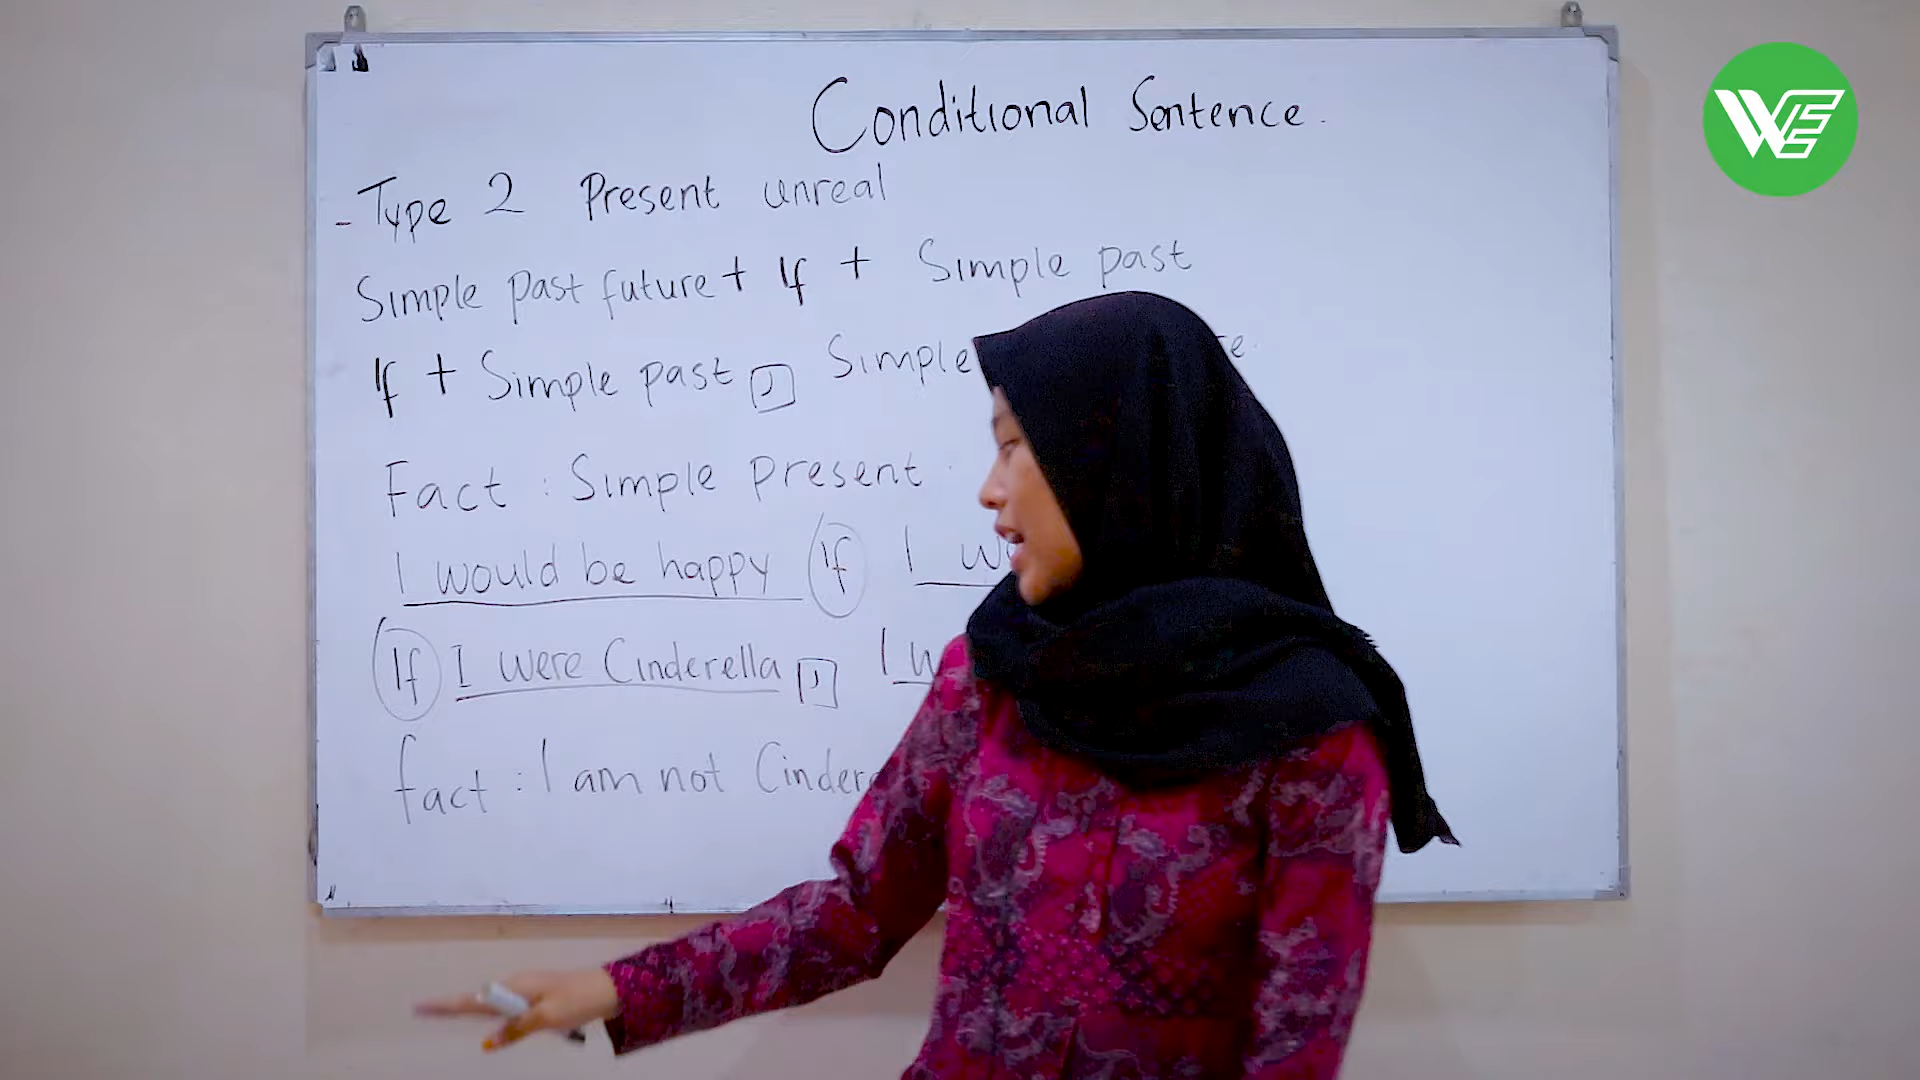 Conditional Sentence.
- Type 2 Present unreal
Simple past future + If + Simple past
If + Simple past , Simple
Fact : Simple present.
I would be happy If I
If I were Cinderella , I
fact : I am not
WSE